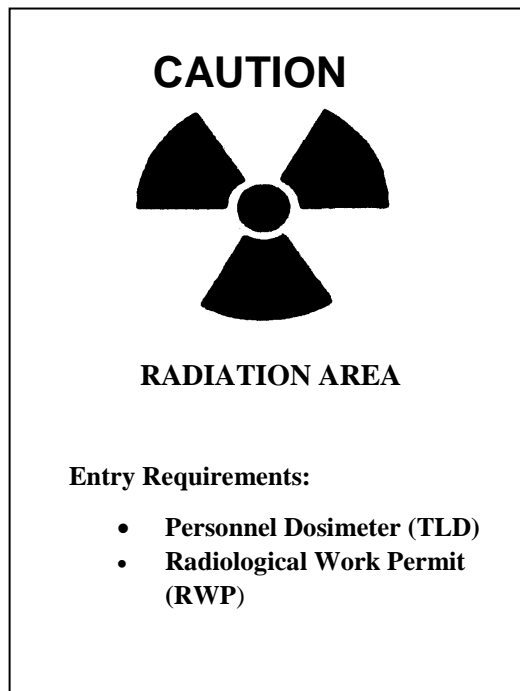 CAUTION
RADIATION AREA
Entry Requirements:
• Personnel Dosimeter (TLD)
• Radiological Work Permit
(RWP)